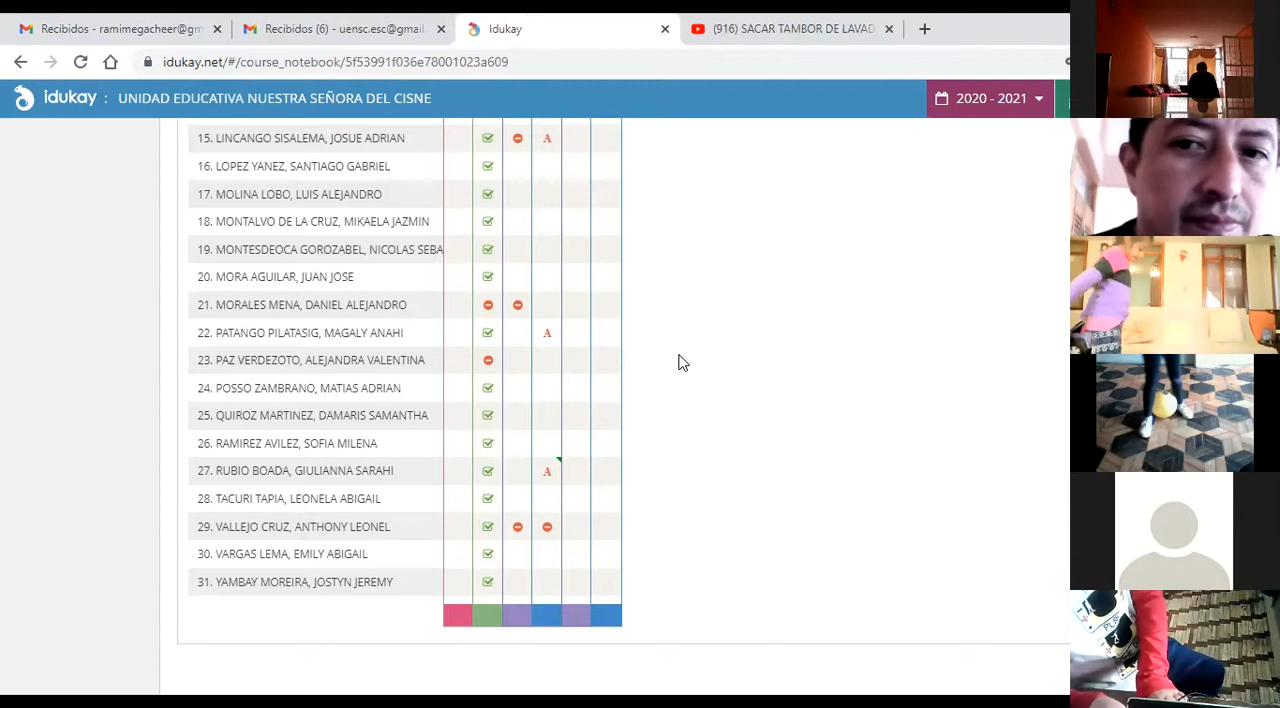 Recibidos - ramimegacheer@gm
Recibidos (6) - uensc.esc@gmail
Idukay
(916) SACAR TAMBOR DE LAVAD
idukay.net/#/course_notebook/5f53991f036e78001023a609
idukay : UNIDAD EDUCATIVA NUESTRA SEÑORA DEL CISNE
2020 - 2021
15. LINCANGO SISALEMA, JOSUE ADRIAN A
16. LOPEZ YANEZ, SANTIAGO GABRIEL
17. MOLINA LOBO, LUIS ALEJANDRO
18. MONTALVO DE LA CRUZ, MIKAELA JAZMIN
19. MONTESDEOCA GOROZABEL, NICOLAS SEBA
20. MORA AGUILAR, JUAN JOSE
21. MORALES MENA, DANIEL ALEJANDRO
22. PATANGO PILATASIG, MAGALY ANAHI A
23. PAZ VERDEZOTO, ALEJANDRA VALENTINA
24. POSSO ZAMBRANO, MATIAS ADRIAN
25. QUIROZ MARTINEZ, DAMARIS SAMANTHA
26. RAMIREZ AVILEZ, SOFIA MILENA
27. RUBIO BOADA, GIULIANNA SARAHI A
28. TACURI TAPIA, LEONELA ABIGAIL
29. VALLEJO CRUZ, ANTHONY LEONEL
30. VARGAS LEMA, EMILY ABIGAIL
31. YAMBAY MOREIRA, JOSTYN JEREMY